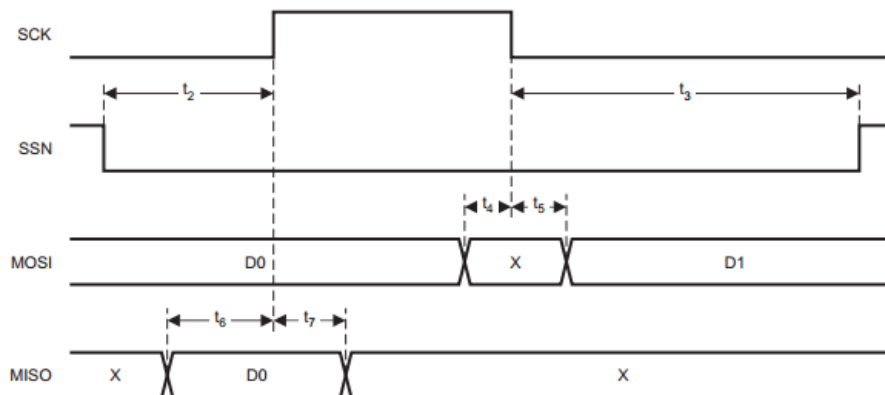 SCK
t2 t3
SSN
t4 t5
MOSI D0 X D1
t6 t7
MISO X D0 X